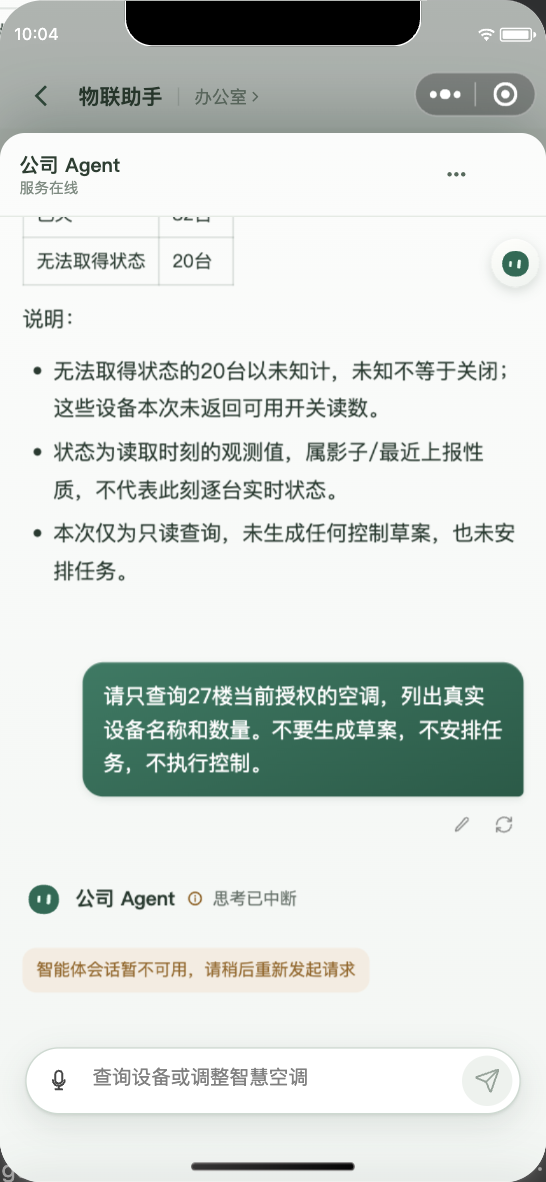 10:04
物联助手
办公室 >
公司 Agent
服务在线
无法取得状态 20台
说明：
• 无法取得状态的20台以未知计，未知不等于关闭；
这些设备本次未返回可用开关读数。
• 状态为读取时刻的观测值，属影子/最近上报性
质，不代表此刻逐台实时状态。
• 本次仅为只读查询，未生成任何控制草案，也未安
排任务。
请只查询27楼当前授权的空调，列出真实
设备名称和数量。不要生成草案，不安排任
务，不执行控制。
公司 Agent 思考已中断
智能体会话暂不可用，请稍后重新发起请求
查询设备或调整智慧空调